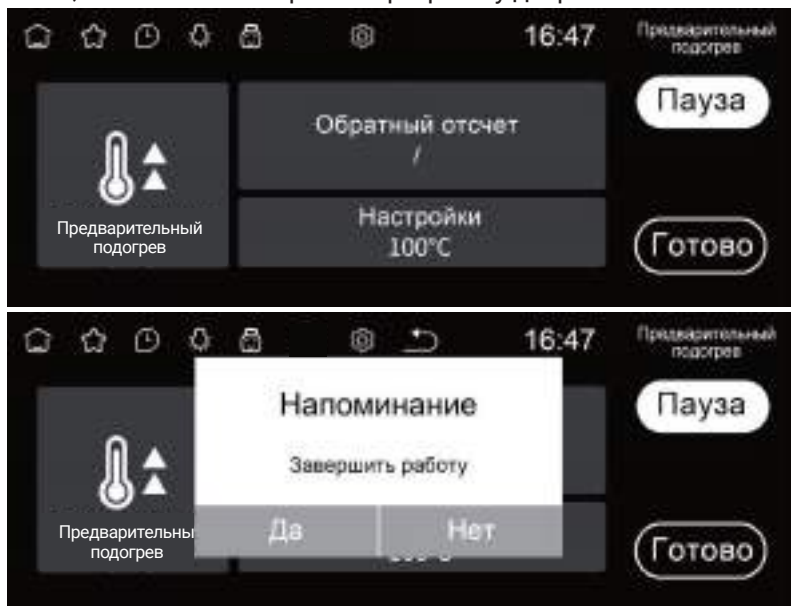 16:47
Предварительный
подогрев
Пауза
Обратный отсчет
/
Предварительный
подогрев
Настройки
100°C
Готово
16:47
Предварительный
подогрев
Пауза
Напоминание
Завершить работу
Да
Нет
Предварительны
подогрев
Готово